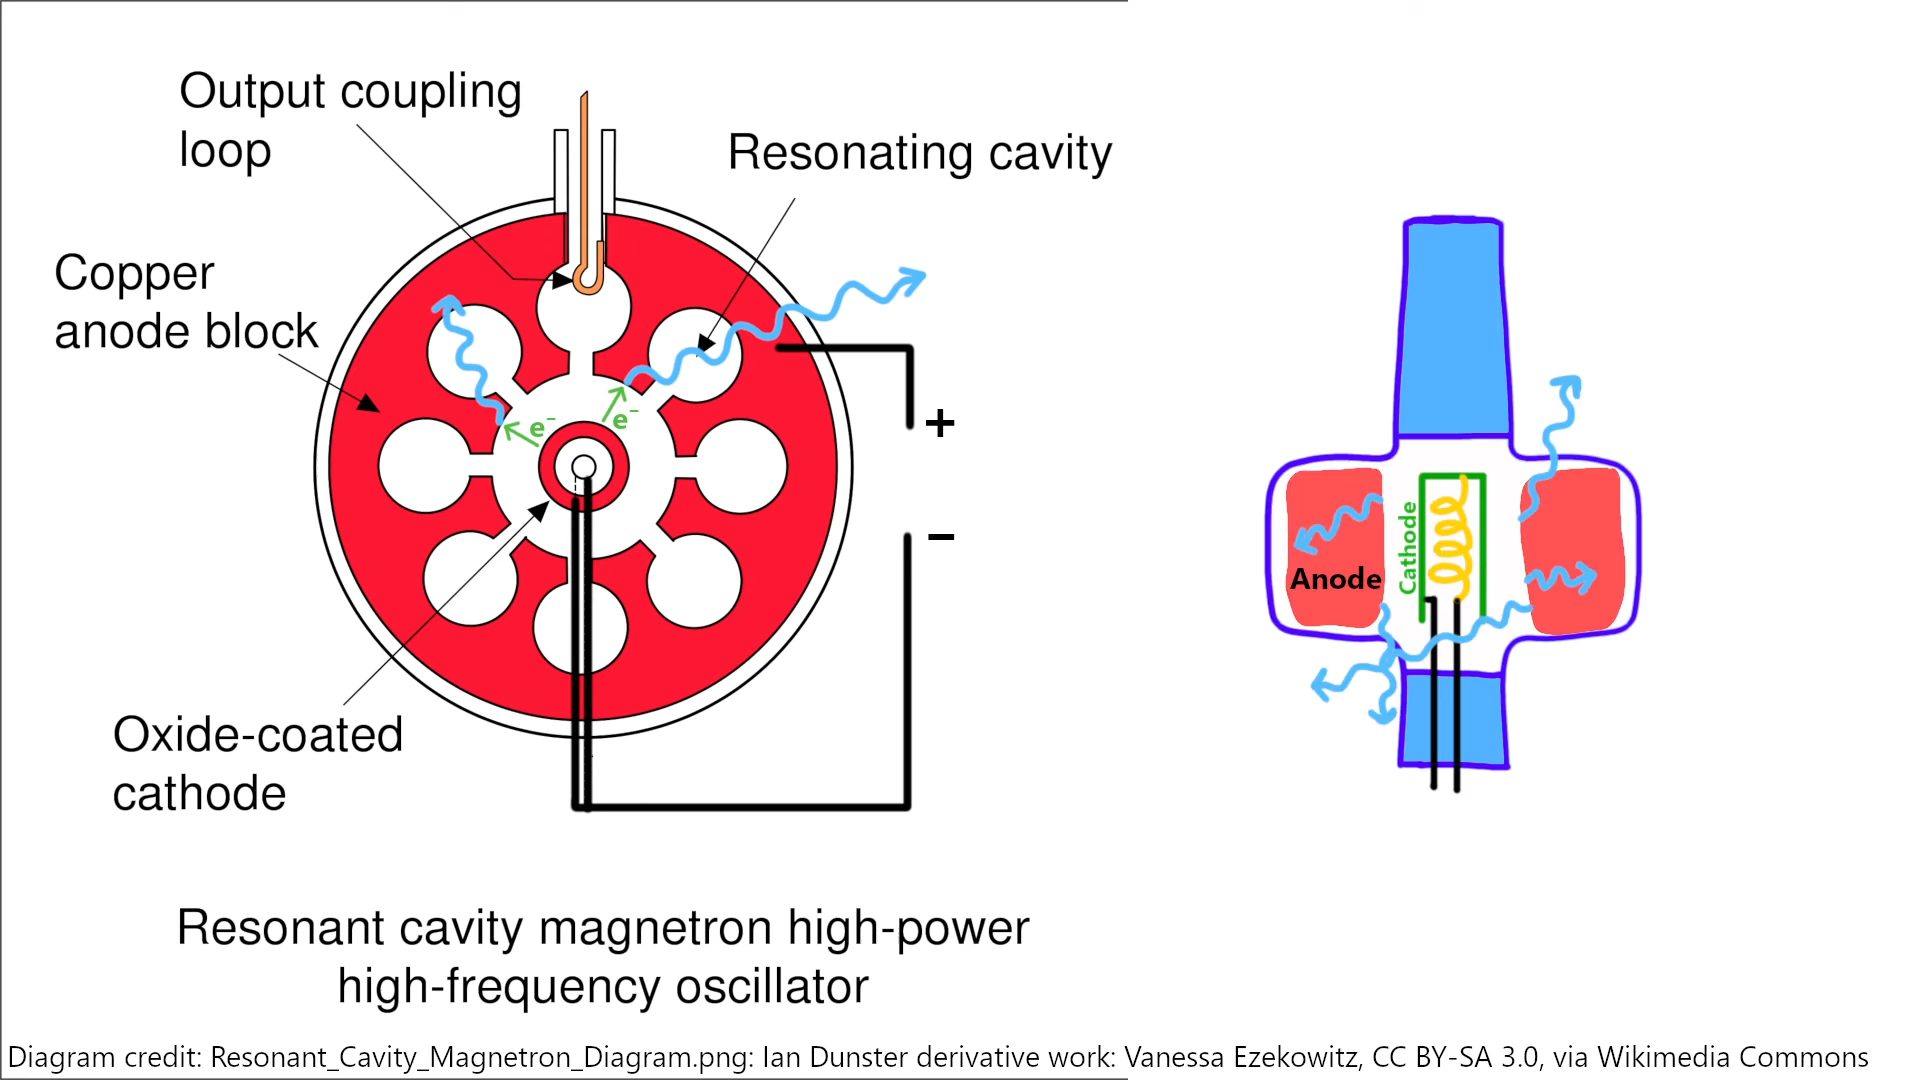 Output coupling
loop
Resonating cavity
Copper
anode block
e⁻
e⁻
+
−
Cathode
Anode
Oxide-coated
cathode
Resonant cavity magnetron high-power
high-frequency oscillator
Diagram credit: Resonant_Cavity_Magnetron_Diagram.png: Ian Dunster derivative work: Vanessa Ezekowitz, CC BY-SA 3.0, via Wikimedia Commons